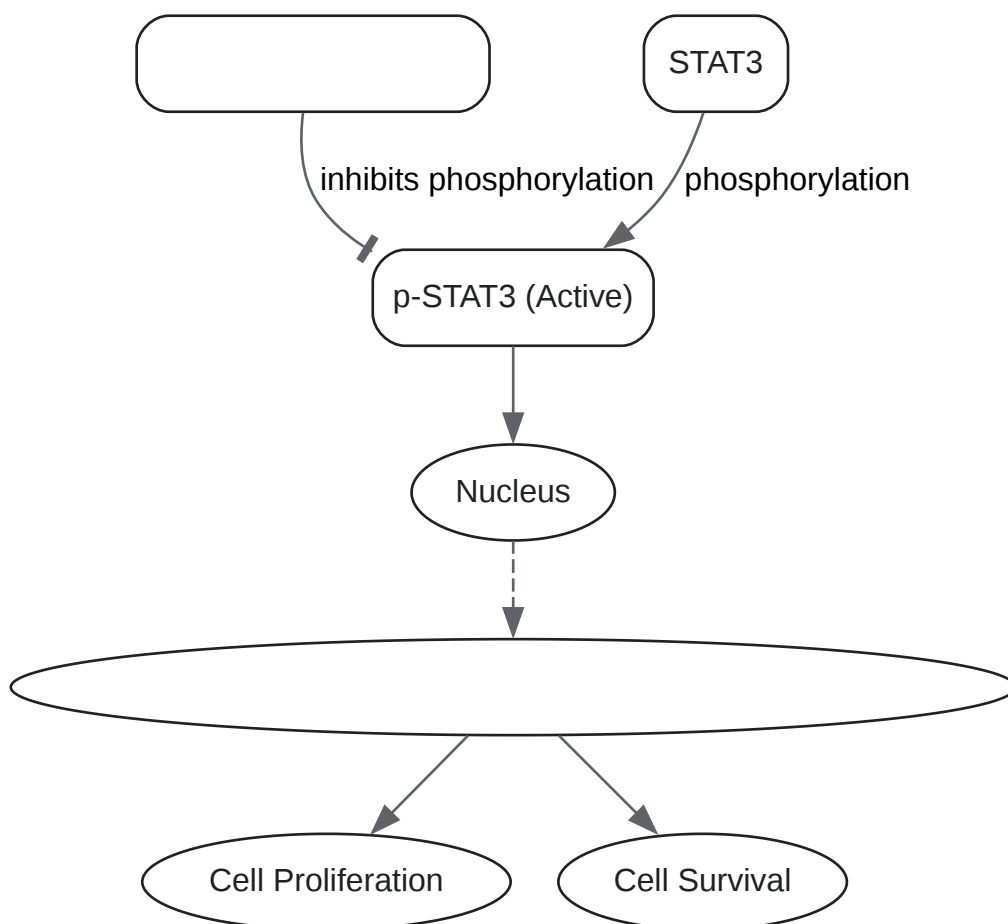 STAT3
inhibits phosphorylation
phosphorylation
p-STAT3 (Active)
Nucleus
Cell Proliferation
Cell Survival